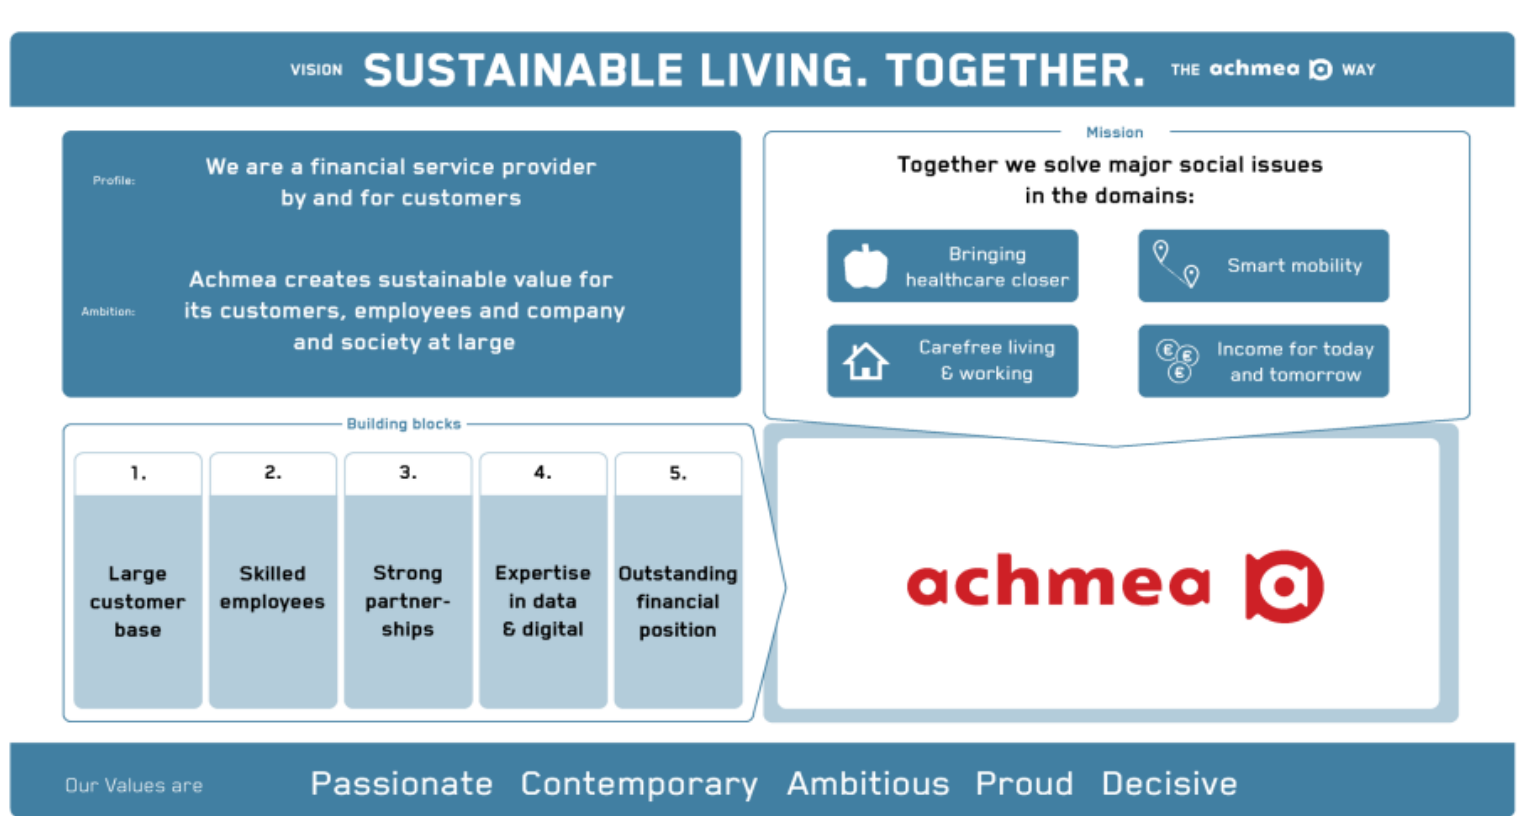 VISION SUSTAINABLE LIVING. TOGETHER. THE achmea WAY
Profile:
We are a financial service provider
by and for customers
Ambition:
Achmea creates sustainable value for
its customers, employees and company
and society at large
Mission
Together we solve major social issues
in the domains:
Bringing
healthcare closer
Smart mobility
Carefree living
& working
€ € €
Income for today
and tomorrow
Building blocks
1.
Large
customer
base
2.
Skilled
employees
3.
Strong
partner-
ships
4.
Expertise
in data
& digital
5.
Outstanding
financial
position
achmea
Our Values are Passionate Contemporary Ambitious Proud Decisive